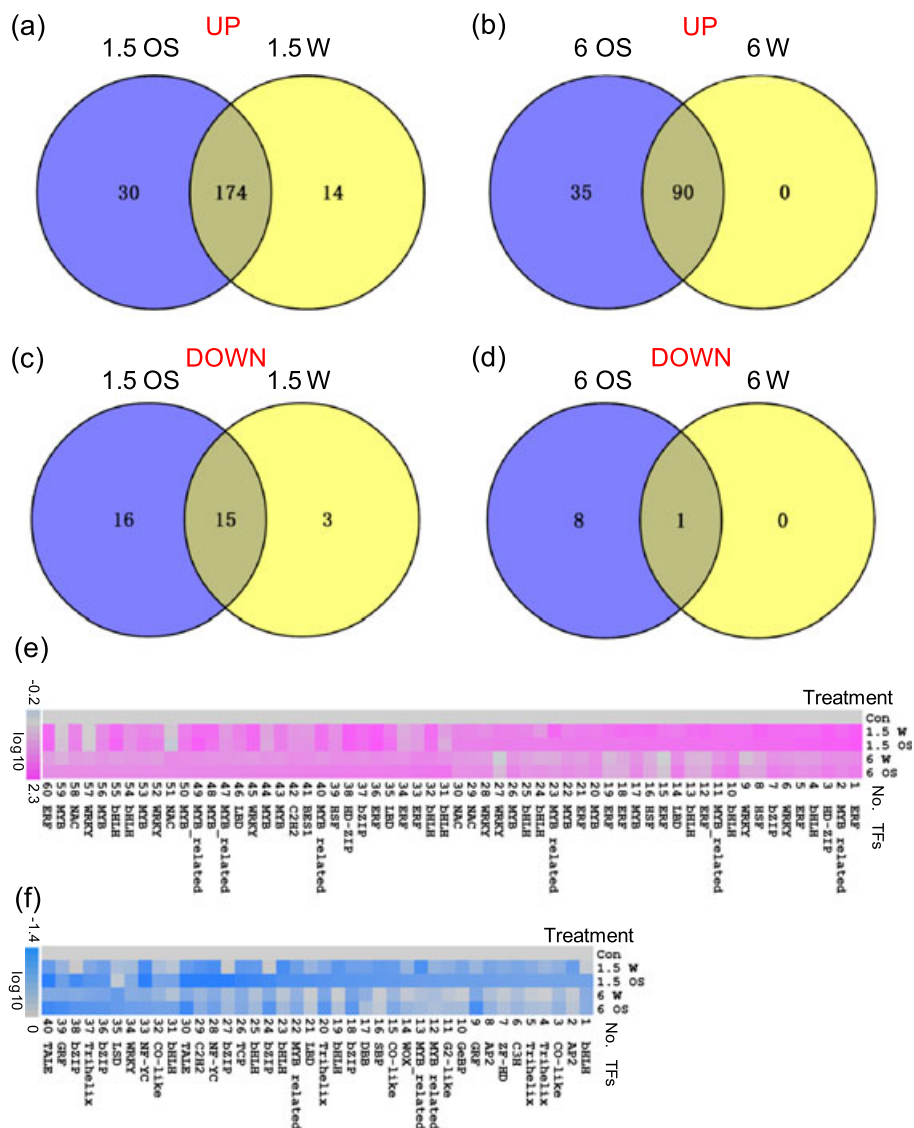 (a)
UP
1.5 OS
1.5 W
30
174
14
(b)
UP
6 OS
6 W
35
90
0
(c)
DOWN
1.5 OS
1.5 W
16
15
3
(d)
DOWN
6 OS
6 W
8
1
0
(e)
-0.2
log10
2.3
Treatment
Con
1.5 W
1.5 OS
6 W
6 OS
No. TFs
60 ERF
59 MYB
58 NAC
57 WRKY
56 MYB
55 bHLH
54 bHLH
53 MYB
52 WRKY
51 NAC
50 MYB
49 MYB_related
48 MYB
47 MYB_related
46 LBD
45 WRKY
44 MYB
43 MYB
42 C2H2
41 BES1
40 MYB_related
39 HSF
38 HD-ZIP
37 bZIP
36 ERF
35 LBD
34 ERF
33 ERF
32 bHLH
31 bHLH
30 NAC
29 NAC
28 WRKY
27 WRKY
26 MYB
25 bHLH
24 bHLH
23 MYB_related
22 MYB
21 ERF
20 MYB
19 ERF
18 ERF
17 MYB
16 HSF
15 ERF
14 LBD
13 bHLH
12 ERF
11 MYB_related
10 bHLH
9 WRKY
8 HSF
7 bZIP
6 WRKY
5 ERF
4 bHLH
3 HD-ZIP
2 MYB_related
1 ERF
(f)
-1.4
log10
0
Treatment
Con
1.5 W
1.5 OS
6 W
6 OS
No. TFs
40 TALE
39 GRF
38 bZIP
37 Trihelix
36 bZIP
35 LSD
34 WRKY
33 NF-YC
32 CO-like
31 bHLH
30 TALE
29 C2H2
28 NF-YC
27 bZIP
26 TCP
25 bHLH
24 bZIP
23 bHLH
22 MYB_related
21 LBD
20 Trihelix
19 bHLH
18 bZIP
17 DBB
16 SBP
15 CO-like
14 WOX
13 MYB_related
12 MYB_related
11 G2-like
10 GeBP
9 GRF
8 AP2
7 ZF-HD
6 C3H
5 Trihelix
4 Trihelix
3 CO-like
2 AP2
1 bHLH